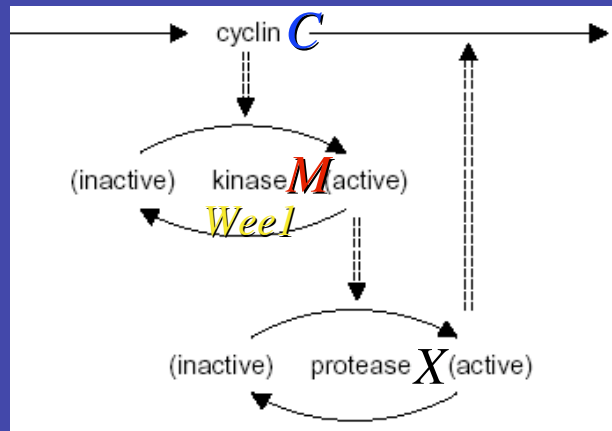 cyclin C
(inactive) kinase M (active)
Wee1
(inactive) protease X (active)